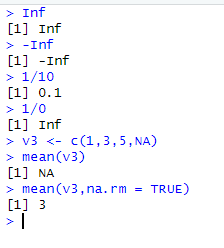 > Inf
[1] Inf
> -Inf
[1] -Inf
> 1/10
[1] 0.1
> 1/0
[1] Inf
> v3 <- c(1,3,5,NA)
> mean(v3)
[1] NA
> mean(v3,na.rm = TRUE)
[1] 3
>